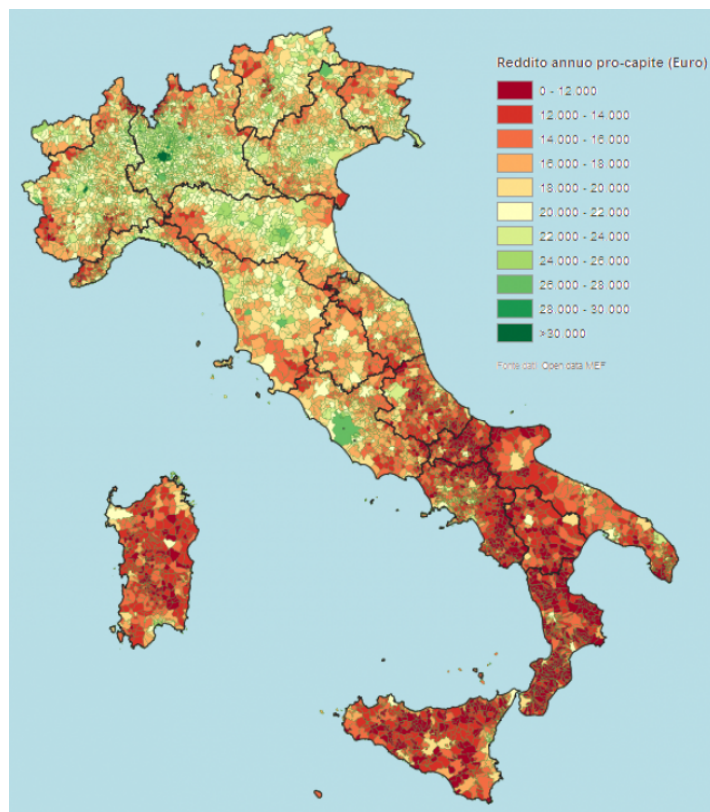 Reddito annuo pro-capite (Euro)
0 - 12 000
12 000 - 14 000
14 000 - 16 000
16 000 - 18 000
18 000 - 20 000
20 000 - 22 000
22 000 - 24 000
24 000 - 26 000
26 000 - 28 000
28 000 - 30 000
>30 000
Fonte dati: Open data MEF